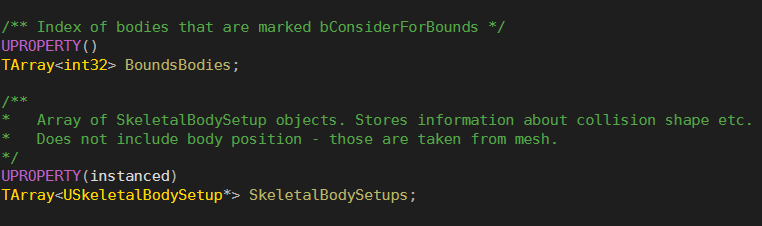 /** Index of bodies that are marked bConsiderForBounds */
UPROPERTY()
TArray<int32> BoundsBodies;
/**
*   Array of SkeletalBodySetup objects. Stores information about collision shape etc.
*   Does not include body position - those are taken from mesh.
*/
UPROPERTY(instanced)
TArray<USkeletalBodySetup*> SkeletalBodySetups;